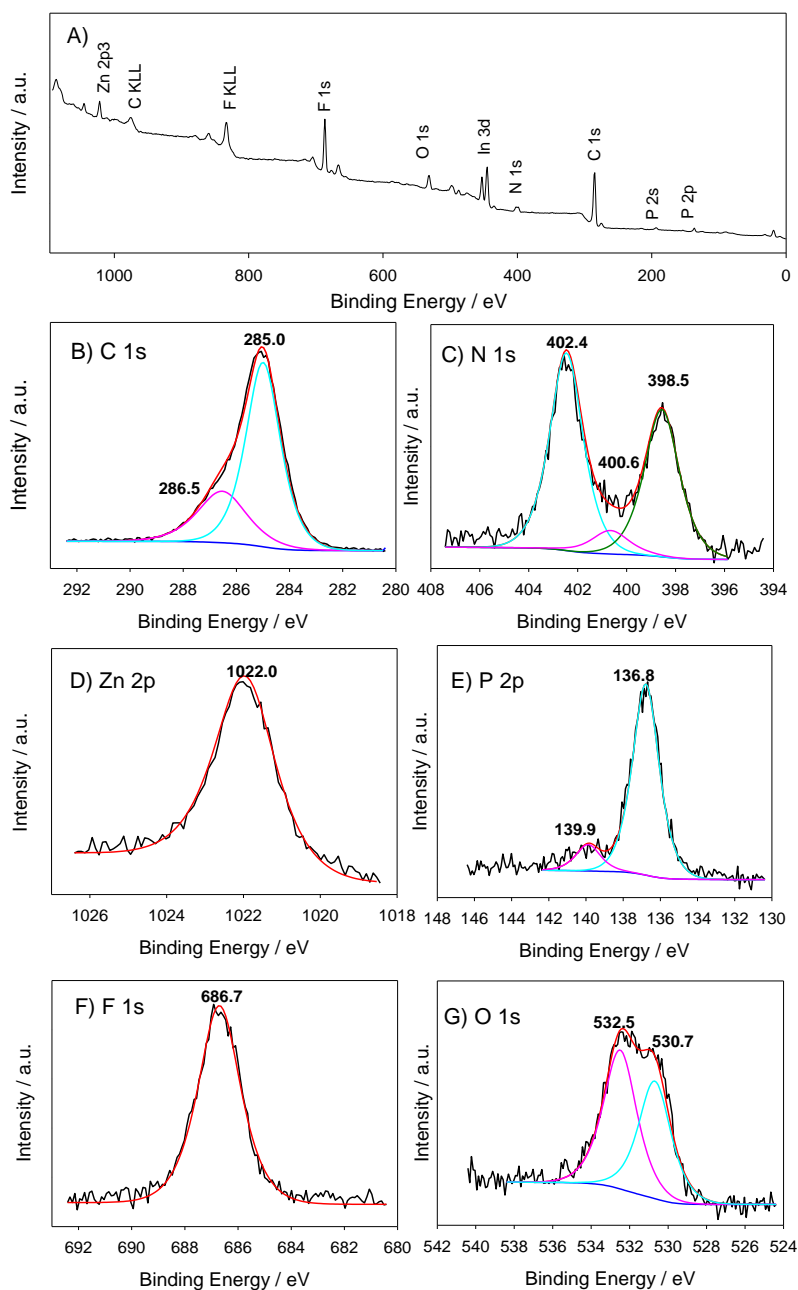 A)
Intensity / a.u.
Zn 2p3
C KLL
F KLL
F 1s
O 1s
In 3d
N 1s
C 1s
P 2s
P 2p
1000 800 600 400 200 0
Binding Energy / eV
B) C 1s
285.0
286.5
Intensity / a.u.
292 290 288 286 284 282 280
Binding Energy / eV
C) N 1s
402.4
398.5
400.6
Intensity / a.u.
408 406 404 402 400 398 396 394
Binding Energy / eV
D) Zn 2p
1022.0
Intensity / a.u.
1026 1024 1022 1020 1018
Binding Energy / eV
E) P 2p
136.8
139.9
Intensity / a.u.
148 146 144 142 140 138 136 134 132 130
Binding Energy / eV
F) F 1s
686.7
Intensity / a.u.
692 690 688 686 684 682 680
Binding Energy / eV
G) O 1s
532.5
530.7
Intensity / a.u.
542 540 538 536 534 532 530 528 526 524
Binding Energy / eV